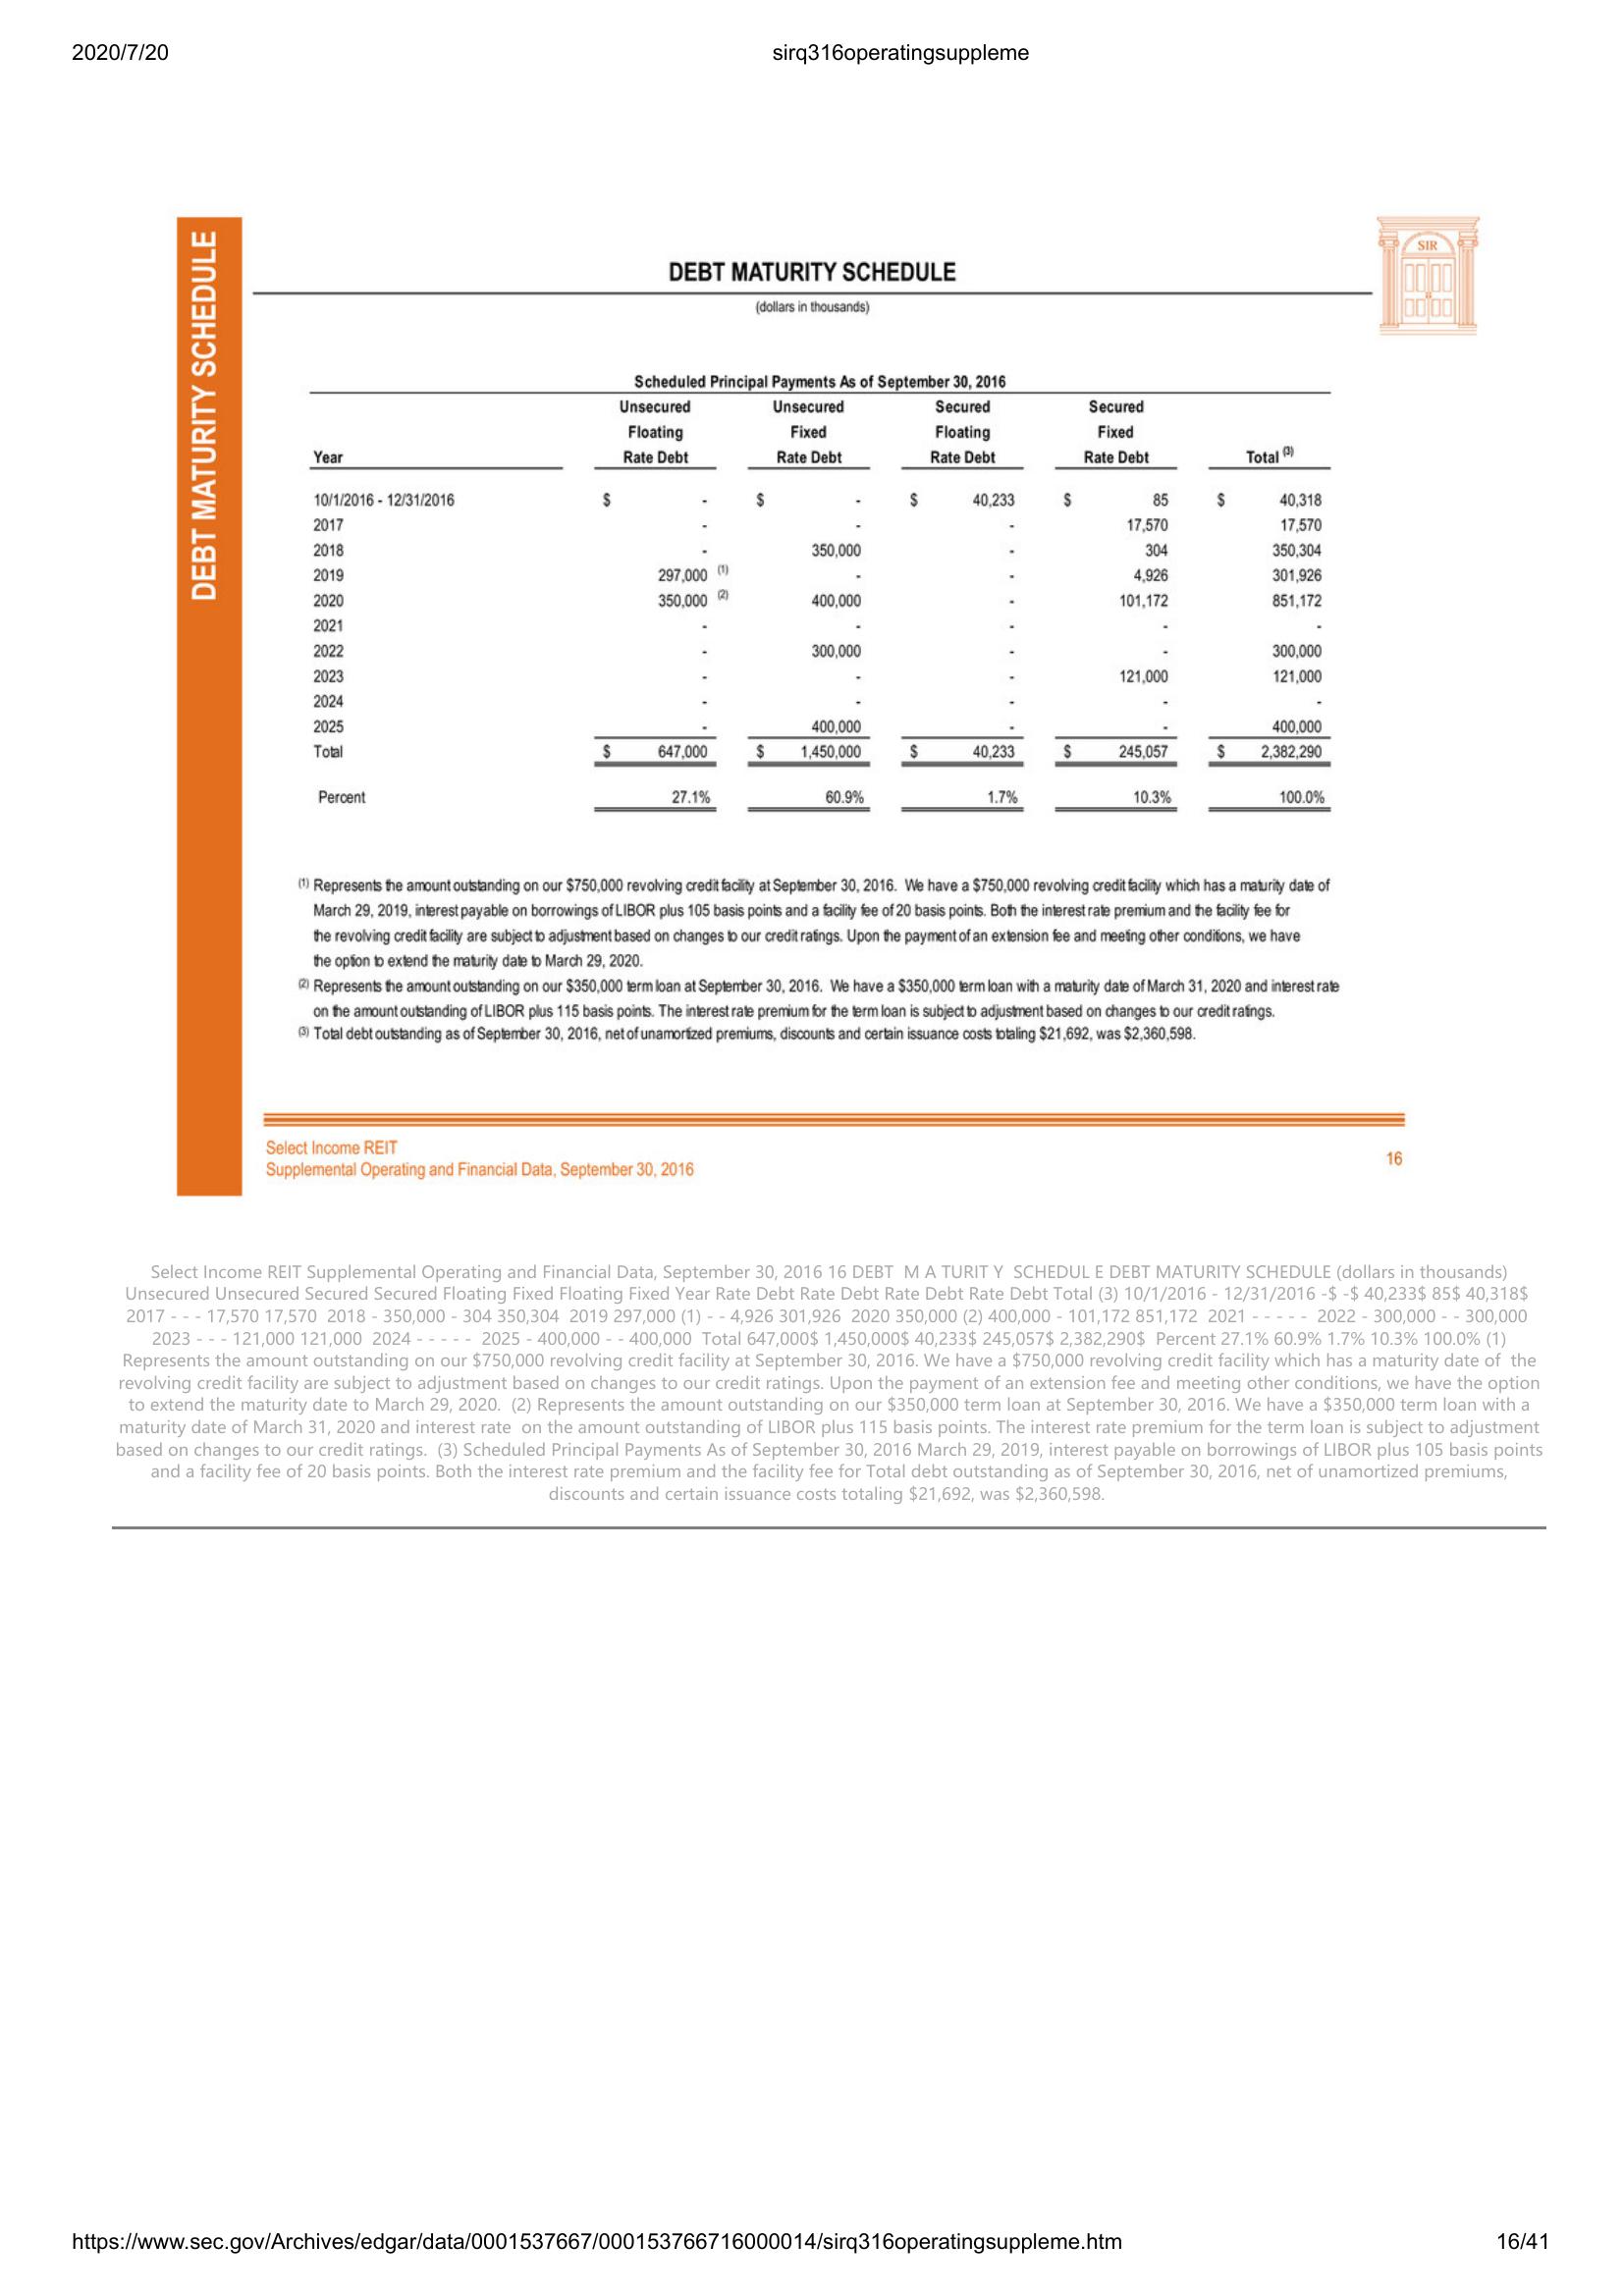 2020/7/20 sirq316operatingsuppleme
DEBT MATURITY SCHEDULE
SIR
DEBT MATURITY SCHEDULE
(dollars in thousands)
Scheduled Principal Payments As of September 30, 2016
Unsecured Unsecured Secured Secured
Floating Fixed Floating Fixed
Year Rate Debt Rate Debt Rate Debt Rate Debt Total (3)
10/1/2016 - 12/31/2016 $ - $ - $ 40,233 $ 85 $ 40,318
2017 - - - 17,570 17,570
2018 - 350,000 - 304 350,304
2019 297,000 (1) - - 4,926 301,926
2020 350,000 (2) 400,000 - 101,172 851,172
2021 - - - - -
2022 - 300,000 - - 300,000
2023 - - - 121,000 121,000
2024 - - - - -
2025 - 400,000 - - 400,000
Total $ 647,000 $ 1,450,000 $ 40,233 $ 245,057 $ 2,382,290
Percent 27.1% 60.9% 1.7% 10.3% 100.0%
(1) Represents the amount outstanding on our $750,000 revolving credit facility at September 30, 2016. We have a $750,000 revolving credit facility which has a maturity date of
March 29, 2019, interest payable on borrowings of LIBOR plus 105 basis points and a facility fee of 20 basis points. Both the interest rate premium and the facility fee for
the revolving credit facility are subject to adjustment based on changes to our credit ratings. Upon the payment of an extension fee and meeting other conditions, we have
the option to extend the maturity date to March 29, 2020.
(2) Represents the amount outstanding on our $350,000 term loan at September 30, 2016. We have a $350,000 term loan with a maturity date of March 31, 2020 and interest rate
on the amount outstanding of LIBOR plus 115 basis points. The interest rate premium for the term loan is subject to adjustment based on changes to our credit ratings.
(3) Total debt outstanding as of September 30, 2016, net of unamortized premiums, discounts and certain issuance costs totaling $21,692, was $2,360,598.
Select Income REIT
Supplemental Operating and Financial Data, September 30, 2016
16
Select Income REIT Supplemental Operating and Financial Data, September 30, 2016 16 DEBT M A TURIT Y SCHEDUL E DEBT MATURITY SCHEDULE (dollars in thousands)
Unsecured Unsecured Secured Secured Floating Fixed Floating Fixed Year Rate Debt Rate Debt Rate Debt Rate Debt Total (3) 10/1/2016 - 12/31/2016 -$ -$ 40,233$ 85$ 40,318$
2017 - - - 17,570 17,570 2018 - 350,000 - 304 350,304 2019 297,000 (1) - - 4,926 301,926 2020 350,000 (2) 400,000 - 101,172 851,172 2021 - - - - - 2022 - 300,000 - - 300,000
2023 - - - 121,000 121,000 2024 - - - - - 2025 - 400,000 - - 400,000 Total 647,000$ 1,450,000$ 40,233$ 245,057$ 2,382,290$ Percent 27.1% 60.9% 1.7% 10.3% 100.0% (1)
Represents the amount outstanding on our $750,000 revolving credit facility at September 30, 2016. We have a $750,000 revolving credit facility which has a maturity date of the
revolving credit facility are subject to adjustment based on changes to our credit ratings. Upon the payment of an extension fee and meeting other conditions, we have the option
to extend the maturity date to March 29, 2020. (2) Represents the amount outstanding on our $350,000 term loan at September 30, 2016. We have a $350,000 term loan with a
maturity date of March 31, 2020 and interest rate on the amount outstanding of LIBOR plus 115 basis points. The interest rate premium for the term loan is subject to adjustment
based on changes to our credit ratings. (3) Scheduled Principal Payments As of September 30, 2016 March 29, 2019, interest payable on borrowings of LIBOR plus 105 basis points
and a facility fee of 20 basis points. Both the interest rate premium and the facility fee for Total debt outstanding as of September 30, 2016, net of unamortized premiums,
discounts and certain issuance costs totaling $21,692, was $2,360,598.
https://www.sec.gov/Archives/edgar/data/0001537667/000153766716000014/sirq316operatingsuppleme.htm 16/41